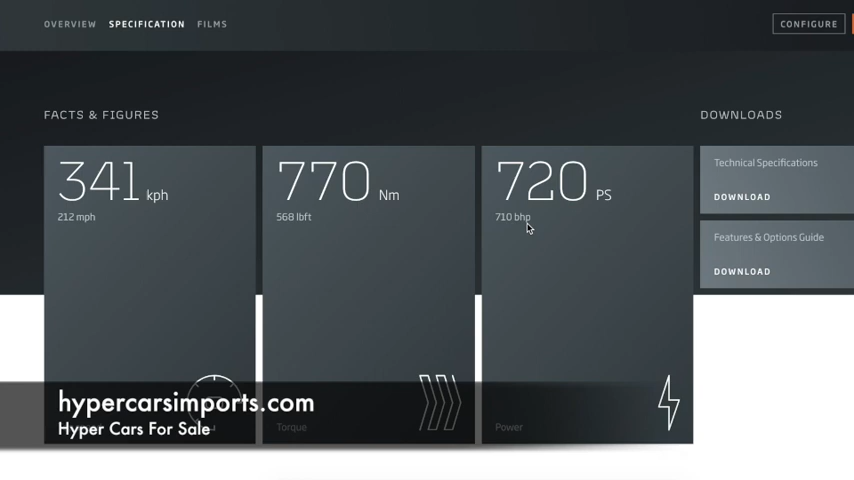 OVERVIEW SPECIFICATION FILMS
CONFIGURE
FACTS & FIGURES
341 kph
212 mph
770 Nm
568 lbft
720 PS
710 bhp
Torque
Power
DOWNLOADS
Technical Specifications
DOWNLOAD
Features & Options Guide
DOWNLOAD
hypercarsimports.com
Hyper Cars For Sale